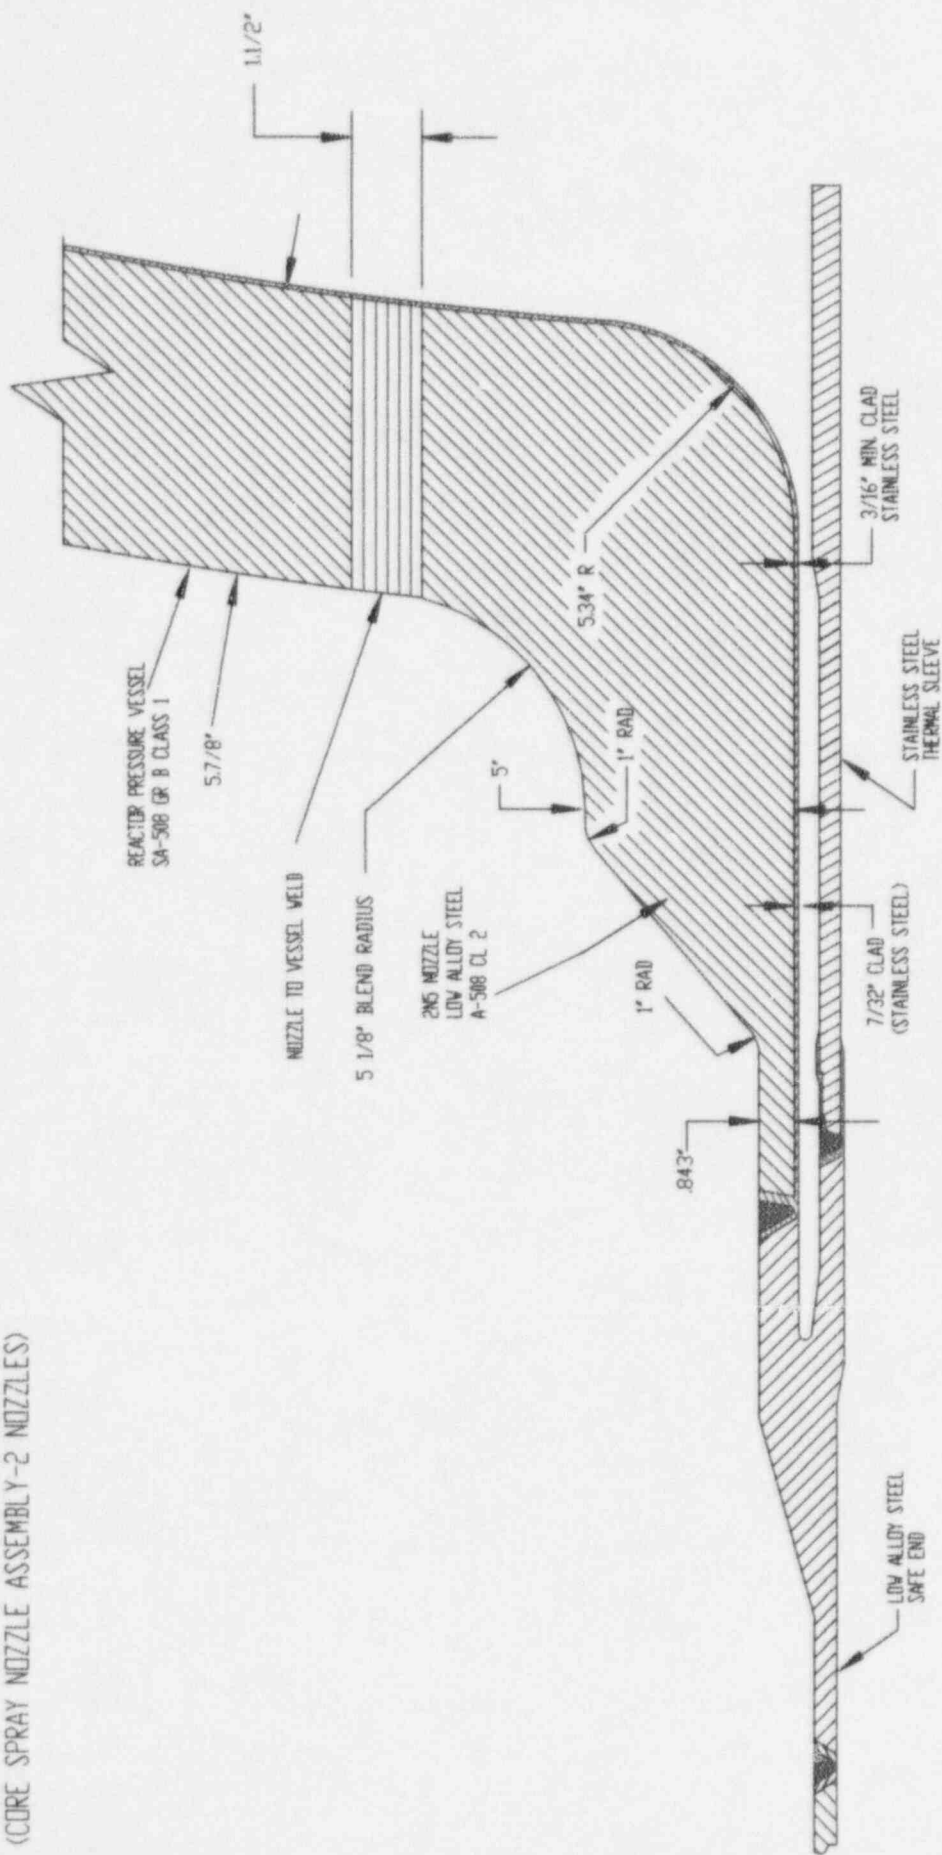 (CORE SPRAY NOZZLE ASSEMBLY-2 NOZZLES)
1.1/2"
REACTOR PRESSURE VESSEL
SA-508 GR B CLASS 1
5.7/8"
NOZZLE TO VESSEL WELD
5 1/8" BLEND RADIUS
2N5 NOZZLE
LOW ALLOY STEEL
A-508 CL 2
5"
1" RAD
5.34" R
1" RAD
.843"
3/16" MIN. CLAD
STAINLESS STEEL
STAINLESS STEEL
THERMAL SLEEVE
7/32" CLAD
(STAINLESS STEEL)
LOW ALLOY STEEL
SAFE END